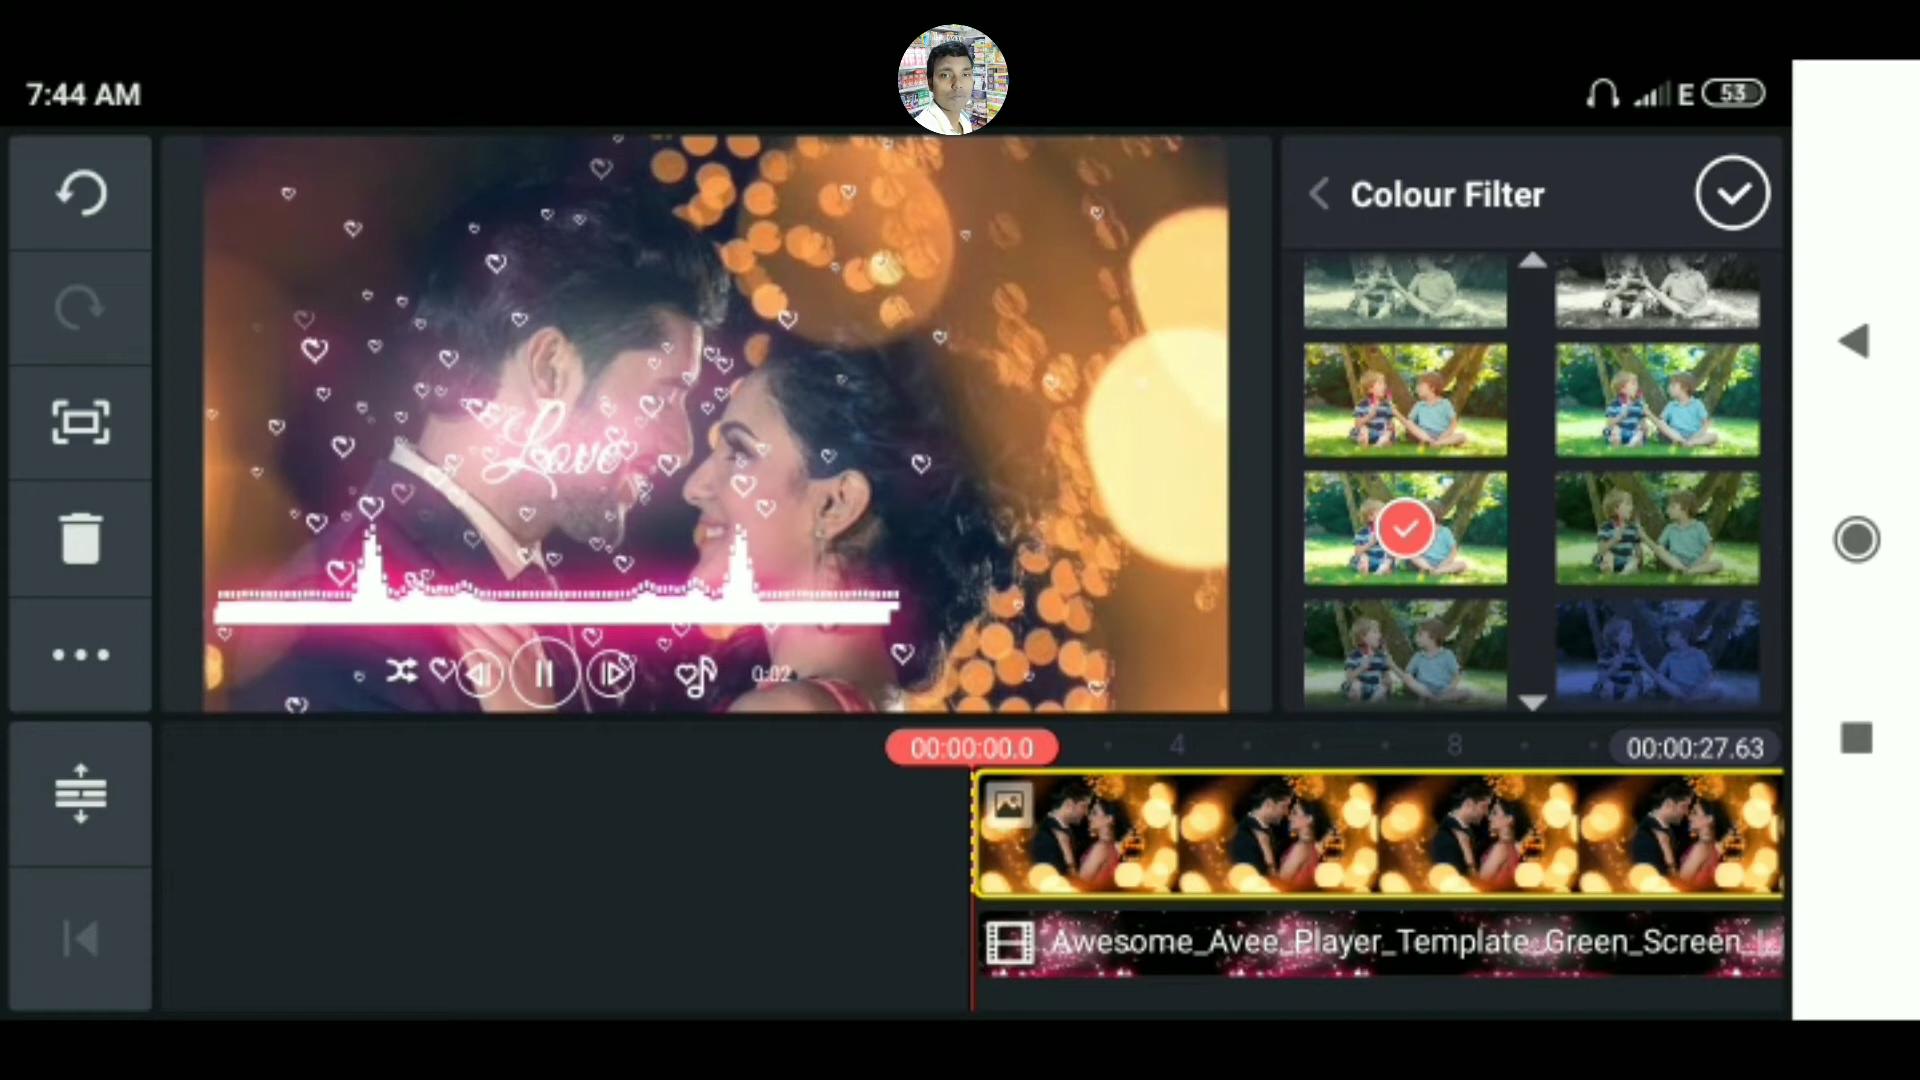 7:44 AM
E 53
Colour Filter
Love
0:02
00:00:00.0
4
8
00:00:27.63
Awesome_Avee_Player_Template_Green_Screen_